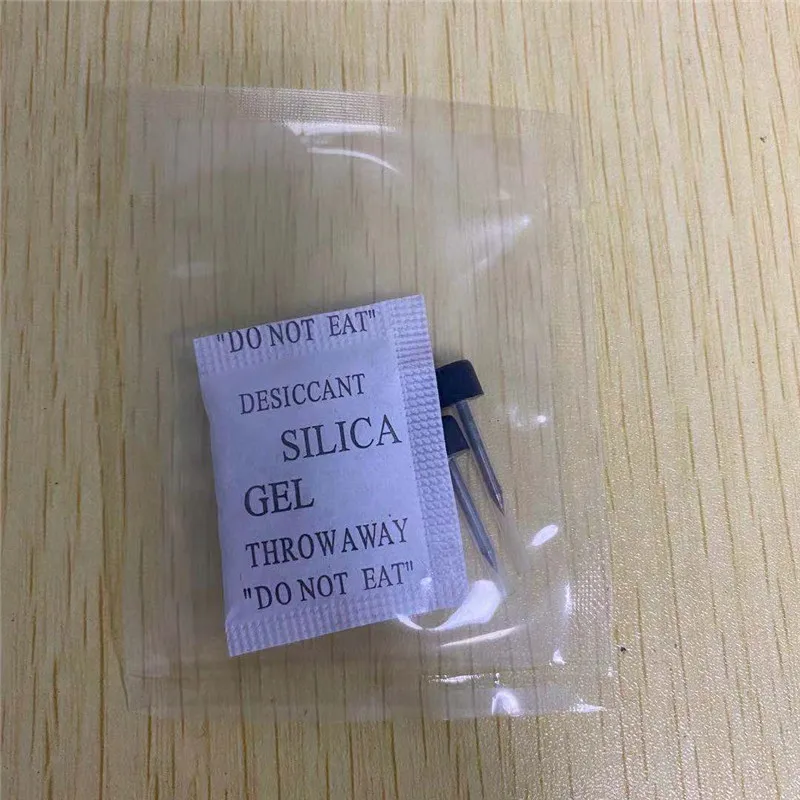 "DO NOT EAT"
DESICCANT
SILICA
GEL
THROWAWAY
"DO NOT EAT"